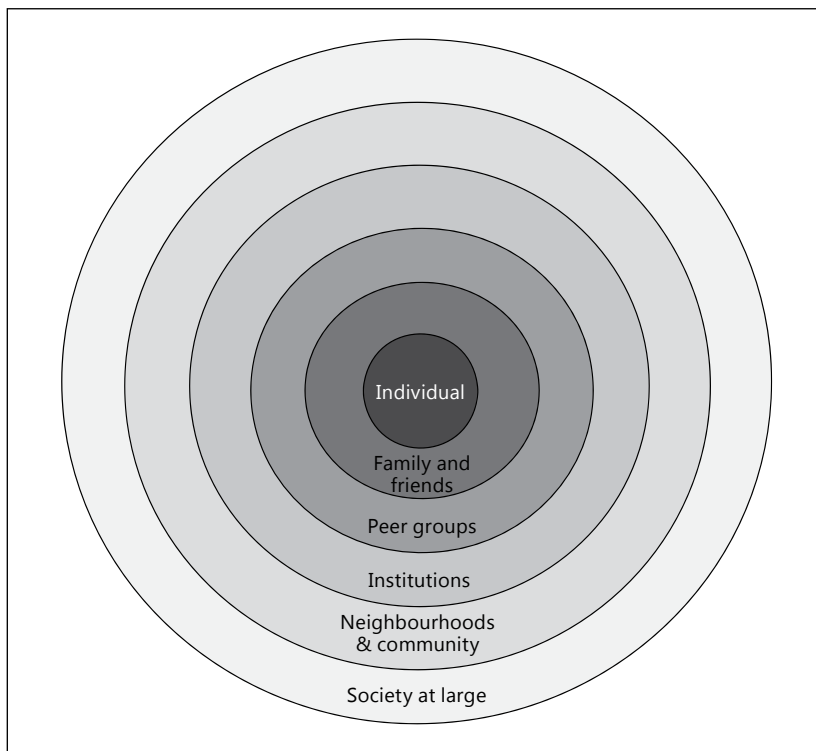 Individual
Family and
friends
Peer groups
Institutions
Neighbourhoods
& community
Society at large